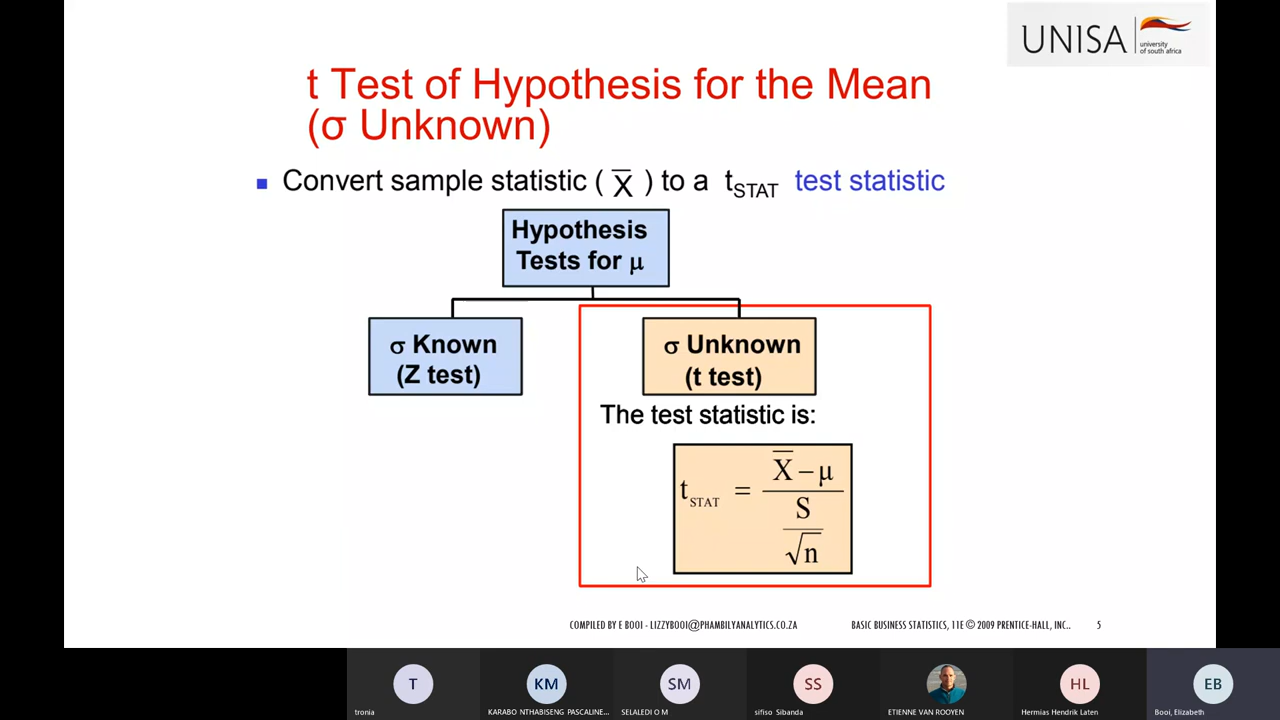 UNISA
university
of south africa
t Test of Hypothesis for the Mean
(σ Unknown)
Convert sample statistic ( X̅ ) to a tSTAT test statistic
Hypothesis
Tests for μ
σ Known
(Z test)
σ Unknown
(t test)
The test statistic is:
tSTAT = (X̅ – μ) / (S / √n)
COMPILED BY E BOOI - LIZZYBOOI@PHAMBILYANALYTICS.CO.ZA
BASIC BUSINESS STATISTICS, 11E © 2009 PRENTICE-HALL, INC..
5
T
KM
SM
SS
HL
EB
tronia
KARABO NTHABISENG PASCALINE...
SELALEDI O M
sifiso Sibanda
ETIENNE VAN ROOYEN
Hermias Hendrik Laten
Booi, Elizabeth